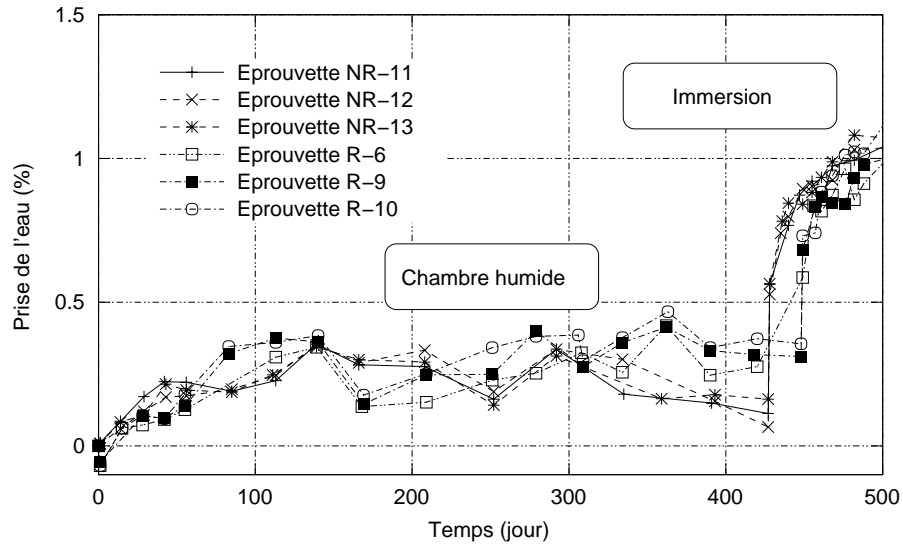 1.5
1
0.5
0
Prise de l'eau (%)
Eprouvette NR−11
Eprouvette NR−12
Eprouvette NR−13
Eprouvette R−6
Eprouvette R−9
Eprouvette R−10
Immersion
Chambre humide
0 100 200 300 400 500
Temps (jour)